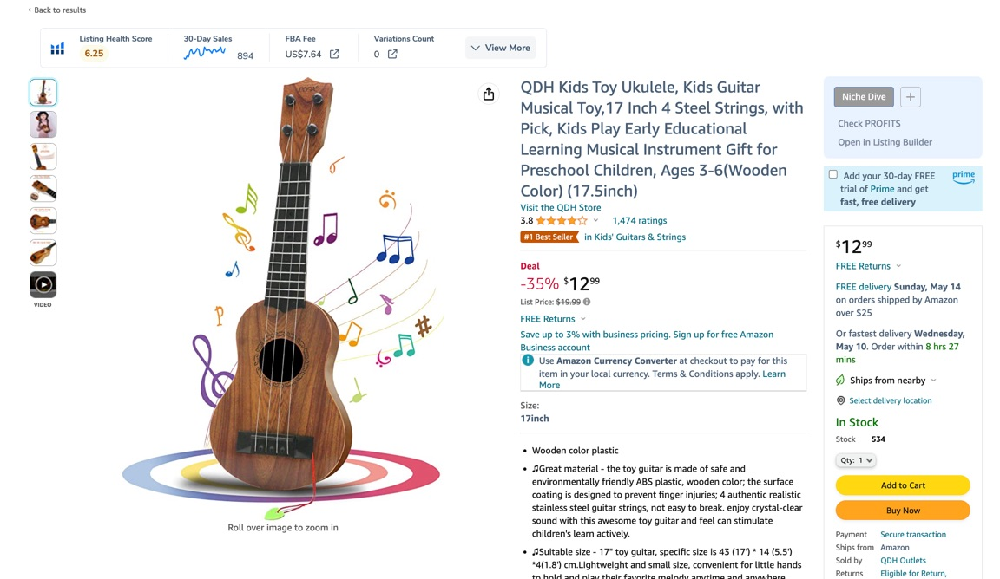 ‹ Back to results
Listing Health Score
6.25
30-Day Sales
894
FBA Fee
US$7.64
Variations Count
0
View More
VIDEO
Roll over image to zoom in
QDH Kids Toy Ukulele, Kids Guitar
Musical Toy,17 Inch 4 Steel Strings, with
Pick, Kids Play Early Educational
Learning Musical Instrument Gift for
Preschool Children, Ages 3-6(Wooden
Color) (17.5inch)
Visit the QDH Store
3.8
1,474 ratings
#1 Best Seller in Kids' Guitars & Strings
Deal
-35% $12 99
List Price: $19.99
FREE Returns
Save up to 3% with business pricing. Sign up for free Amazon
Business account
Use Amazon Currency Converter at checkout to pay for this
item in your local currency. Terms & Conditions apply. Learn
More
Size:
17inch
• Wooden color plastic
• ♫Great material - the toy guitar is made of safe and
environmentally friendly ABS plastic, wooden color; the surface
coating is designed to prevent finger injuries; 4 authentic realistic
stainless steel guitar strings, not easy to break. enjoy crystal-clear
sound with this awesome toy guitar and feel can stimulate
children's learn actively.
• ♫Suitable size - 17" toy guitar, specific size is 43 (17') * 14 (5.5')
*4(1.8') cm.Lightweight and small size, convenient for little hands
to hold and play their favorite melody anytime and anywhere
Niche Dive
+
Check PROFITS
Open in Listing Builder
Add your 30-day FREE
trial of Prime and get
fast, free delivery
prime
$12 99
FREE Returns
FREE delivery Sunday, May 14
on orders shipped by Amazon
over $25
Or fastest delivery Wednesday,
May 10. Order within 8 hrs 27
mins
Ships from nearby
Select delivery location
In Stock
Stock 534
Qty: 1
Add to Cart
Buy Now
Payment Secure transaction
Ships from Amazon
Sold by QDH Outlets
Returns Eligible for Return,